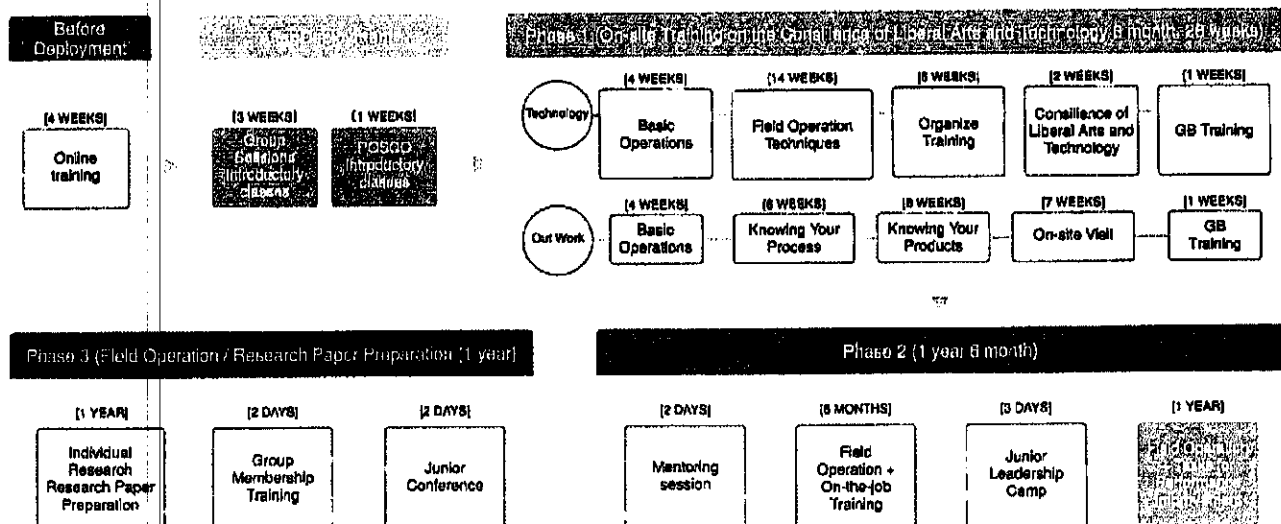 Before
Deployment
Phase 1 (On-site Training on the Consilience of Liberal Arts and Technology 6 month, 26 weeks)
[4 WEEKS]
Online
training
[3 WEEKS]
Group
Sessions
Introductory
classes
[1 WEEKS]
POSCO
Introductory
classes
Technology
[4 WEEKS]
Basic
Operations
[14 WEEKS]
Field Operation
Techniques
Organize
Training
[2 WEEKS]
Consilience of
Liberal Arts and
Technology
[1 WEEKS]
GB Training
Out Work
[4 WEEKS]
Basic
Operations
[6 WEEKS]
Knowing Your
Process
[8 WEEKS]
Knowing Your
Products
[7 WEEKS]
On-site Visit
[1 WEEKS]
GB
Training
Phase 3 (Field Operation / Research Paper Preparation (1 year)
[1 YEAR]
Individual
Research
Research Paper
Preparation
[2 DAYS]
Group
Membership
Training
[2 DAYS]
Junior
Conference
Phase 2 (1 year 6 month)
[2 DAYS]
Mentoring
session
[6 MONTHS]
Field
Operation +
On-the-job
Training
[3 DAYS]
Junior
Leadership
Camp
[1 YEAR]